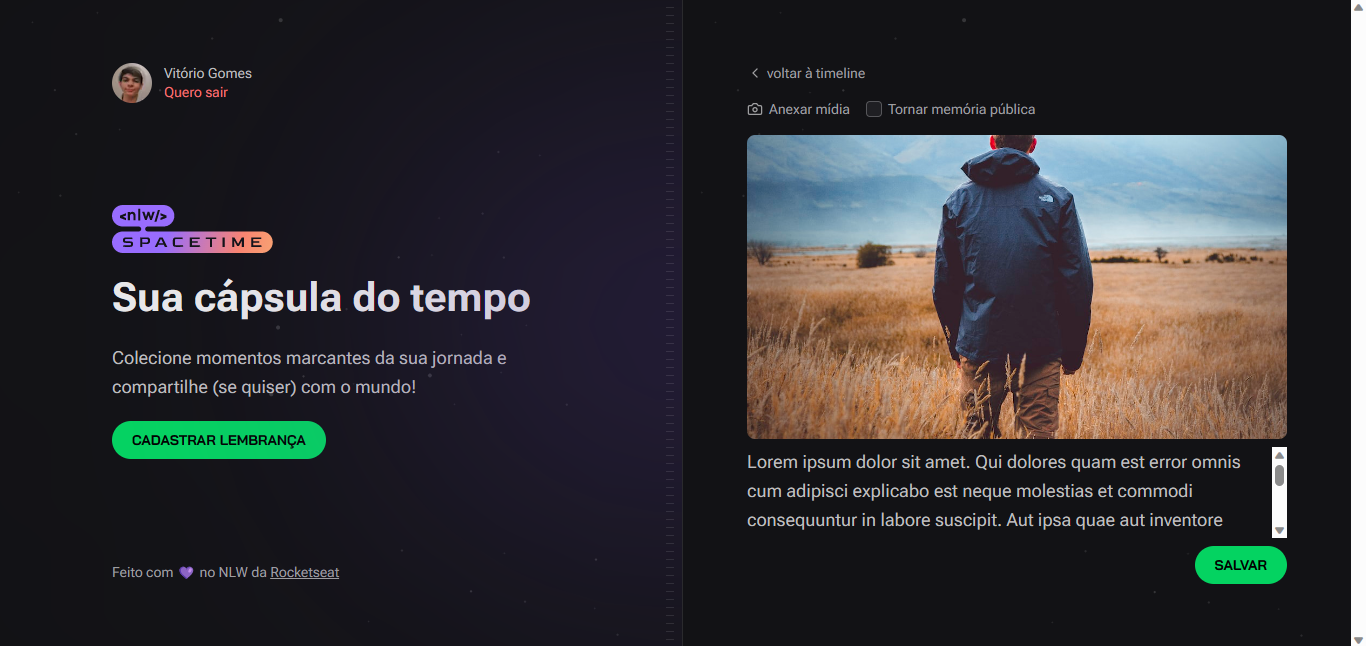 Vitório Gomes
Quero sair
<nlw/>
SPACETIME
Sua cápsula do tempo
Colecione momentos marcantes da sua jornada e
compartilhe (se quiser) com o mundo!
CADASTRAR LEMBRANÇA
Feito com 💜 no NLW da Rocketseat
voltar à timeline
Anexar mídia Tornar memória pública
Lorem ipsum dolor sit amet. Qui dolores quam est error omnis
cum adipisci explicabo est neque molestias et commodi
consequuntur in labore suscipit. Aut ipsa quae aut inventore
SALVAR